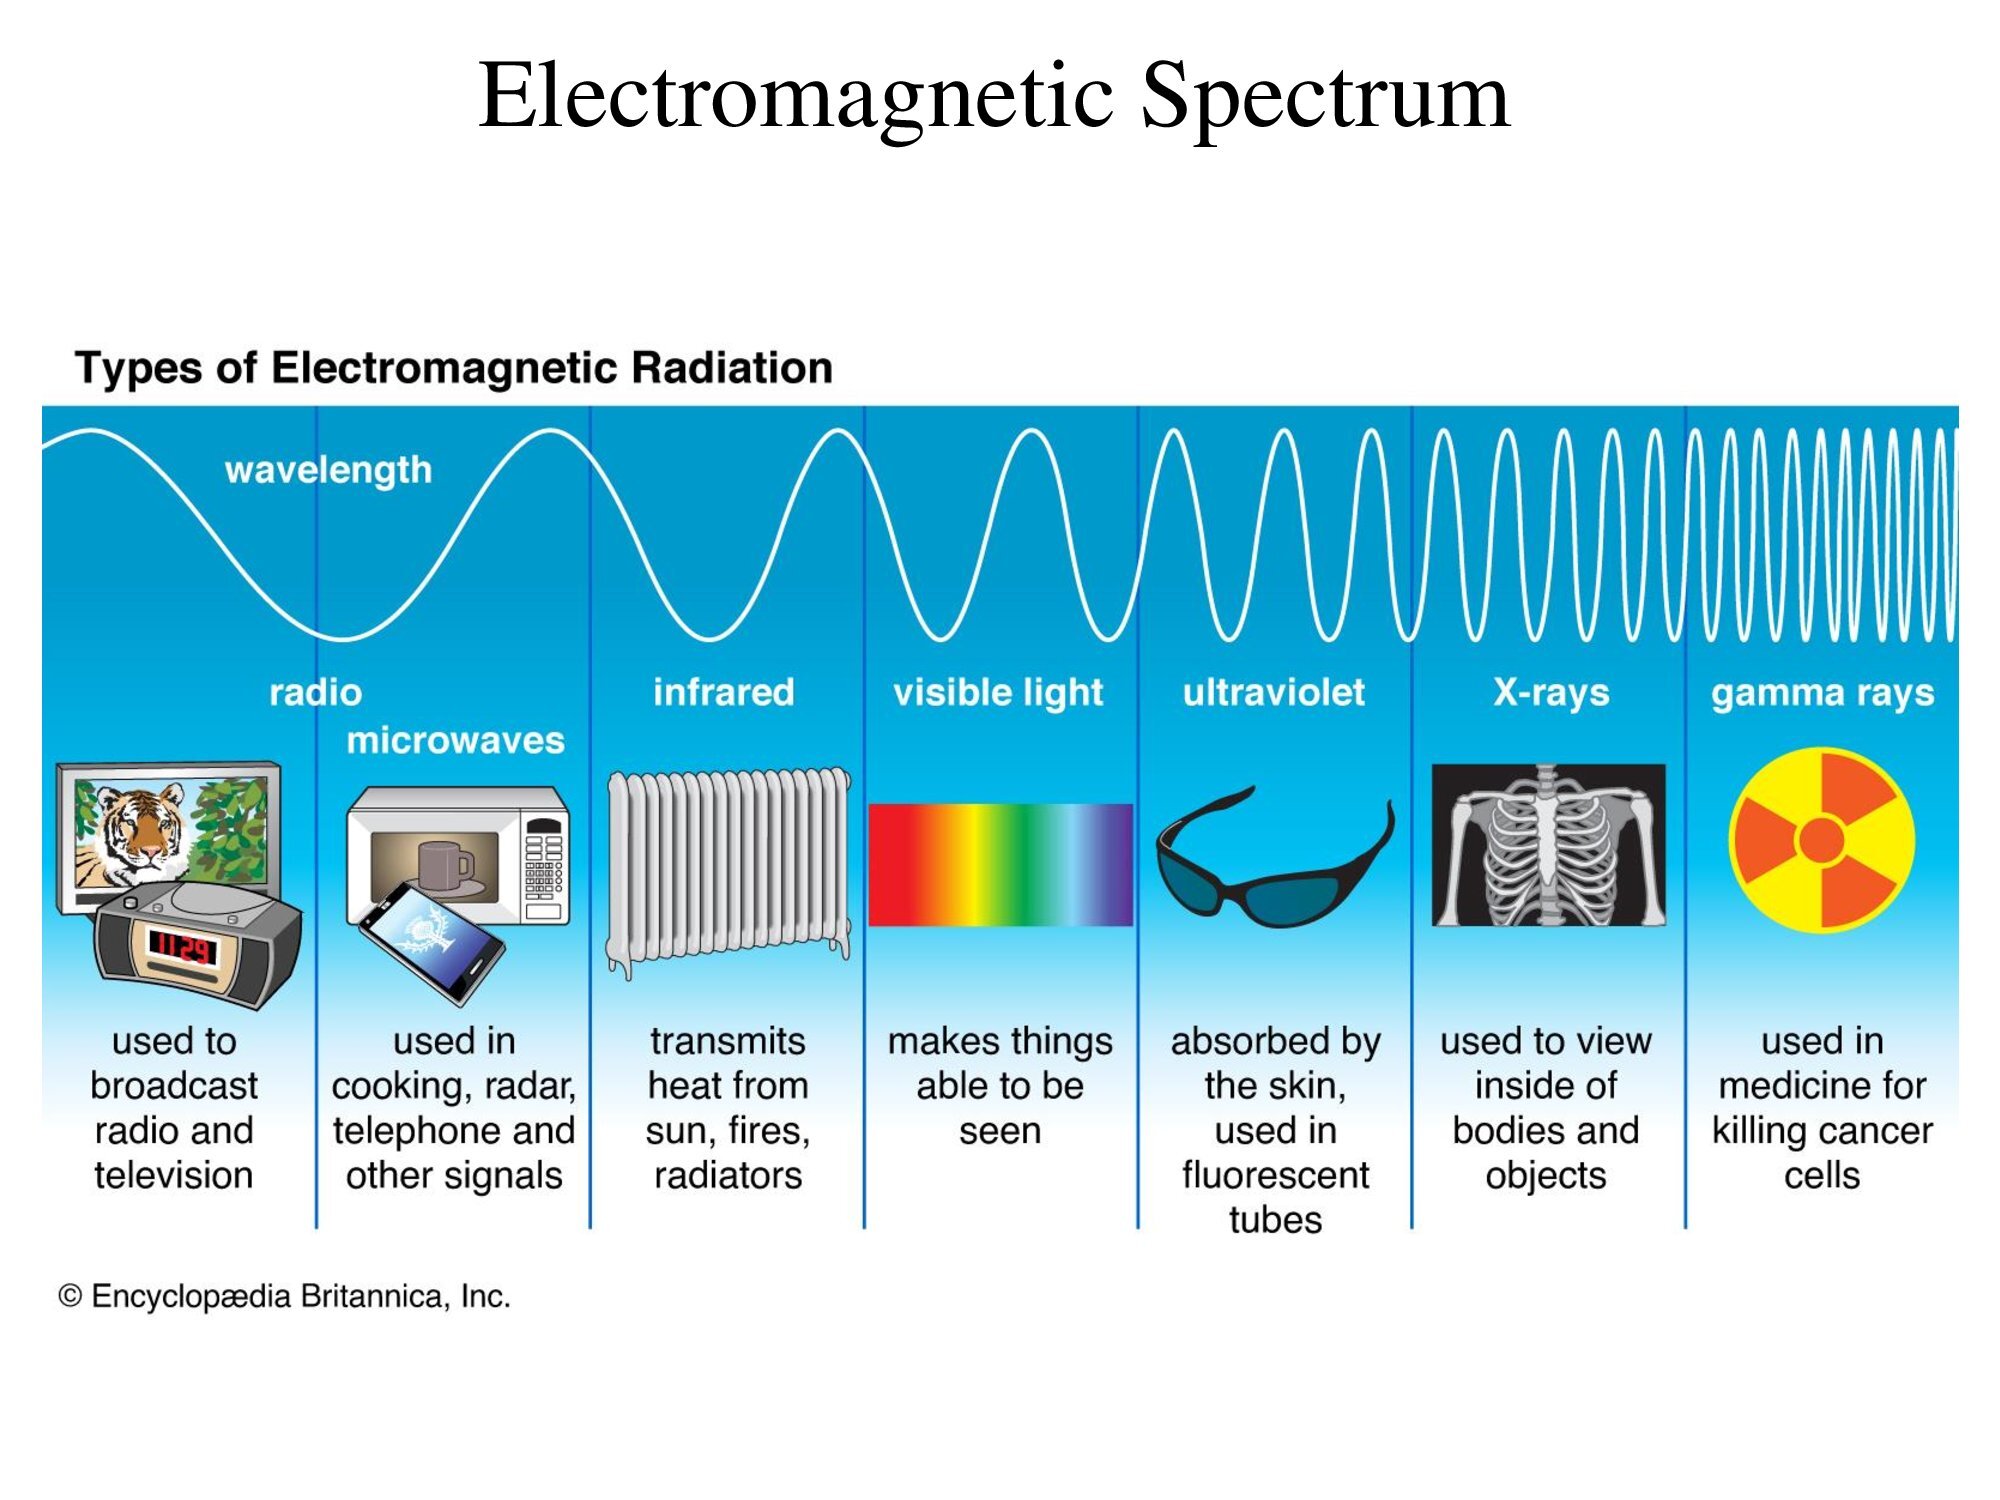 Electromagnetic Spectrum
Types of Electromagnetic Radiation
wavelength
radio
microwaves
infrared
visible light
ultraviolet
X-rays
gamma rays
11:29
used to
broadcast
radio and
television
used in
cooking, radar,
telephone and
other signals
transmits
heat from
sun, fires,
radiators
makes things
able to be
seen
absorbed by
the skin,
used in
fluorescent
tubes
used to view
inside of
bodies and
objects
used in
medicine for
killing cancer
cells
© Encyclopædia Britannica, Inc.